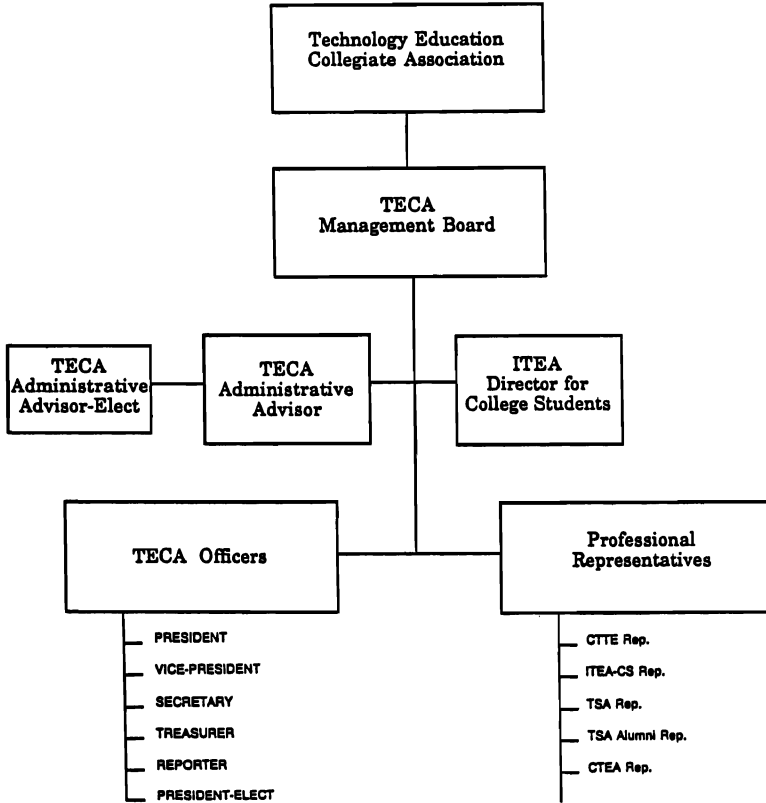 Technology Education
Collegiate Association
TECA
Management Board
TECA
Administrative
Advisor-Elect
TECA
Administrative
Advisor
ITEA
Director for
College Students
TECA Officers
Professional
Representatives
PRESIDENT
VICE-PRESIDENT
SECRETARY
TREASURER
REPORTER
PRESIDENT-ELECT
CTTE Rep.
ITEA-CS Rep.
TSA Rep.
TSA Alumni Rep.
CTEA Rep.